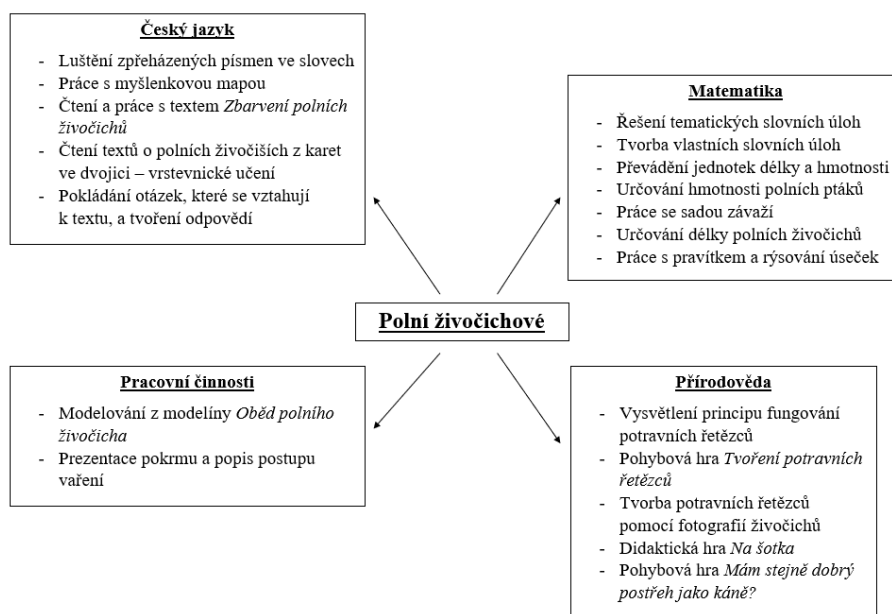 Český jazyk
- Luštění zpřeházených písmen ve slovech
- Práce s myšlenkovou mapou
- Čtení a práce s textem Zbarvení polních
živočichů
- Čtení textů o polních živočiších z karet
ve dvojici – vrstevnické učení
- Pokládání otázek, které se vztahují
k textu, a tvoření odpovědí
Matematika
- Řešení tematických slovních úloh
- Tvorba vlastních slovních úloh
- Převádění jednotek délky a hmotnosti
- Určování hmotnosti polních ptáků
- Práce se sadou závaží
- Určování délky polních živočichů
- Práce s pravítkem a rýsování úseček
Polní živočichové
Pracovní činnosti
- Modelování z modelíny Oběd polního
živočicha
- Prezentace pokrmu a popis postupu
vaření
Přírodověda
- Vysvětlení principu fungování
potravních řetězců
- Pohybová hra Tvoření potravních
řetězců
- Tvorba potravních řetězců
pomocí fotografií živočichů
- Didaktická hra Na šotka
- Pohybová hra Mám stejně dobrý
postřeh jako káně?